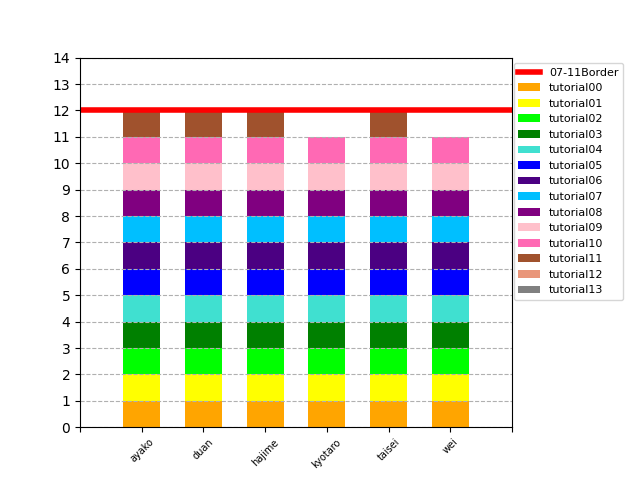 14
13
12
11
10
9
8
7
6
5
4
3
2
1
0
ayako
duan
hajime
kyotaro
taisei
wei
07-11Border
tutorial00
tutorial01
tutorial02
tutorial03
tutorial04
tutorial05
tutorial06
tutorial07
tutorial08
tutorial09
tutorial10
tutorial11
tutorial12
tutorial13